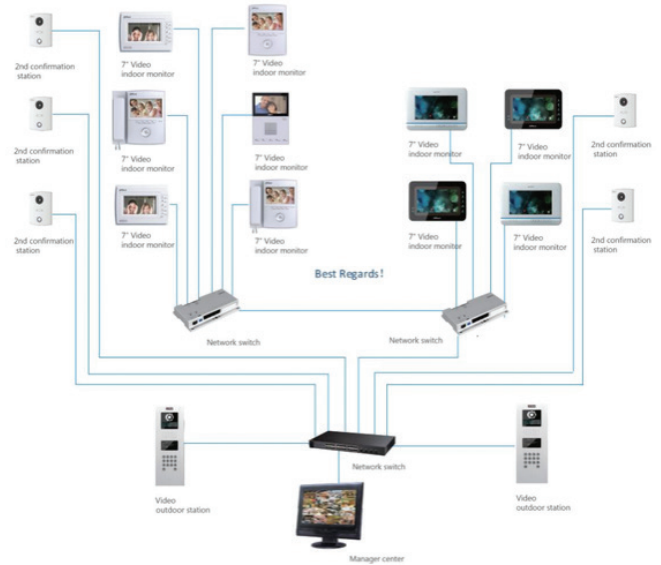 2nd confirmation
station
7" Video
indoor monitor
7" Video
indoor monitor
2nd confirmation
station
7" Video
indoor monitor
7" Video
indoor monitor
7" Video
indoor monitor
7" Video
indoor monitor
2nd confirmation
station
2nd confirmation
station
7" Video
indoor monitor
7" Video
indoor monitor
7" Video
indoor monitor
7" Video
indoor monitor
2nd confirmation
station
Best Regards!
Network switch
Network switch
Network switch
Video
outdoor station
Video
outdoor station
Manager center